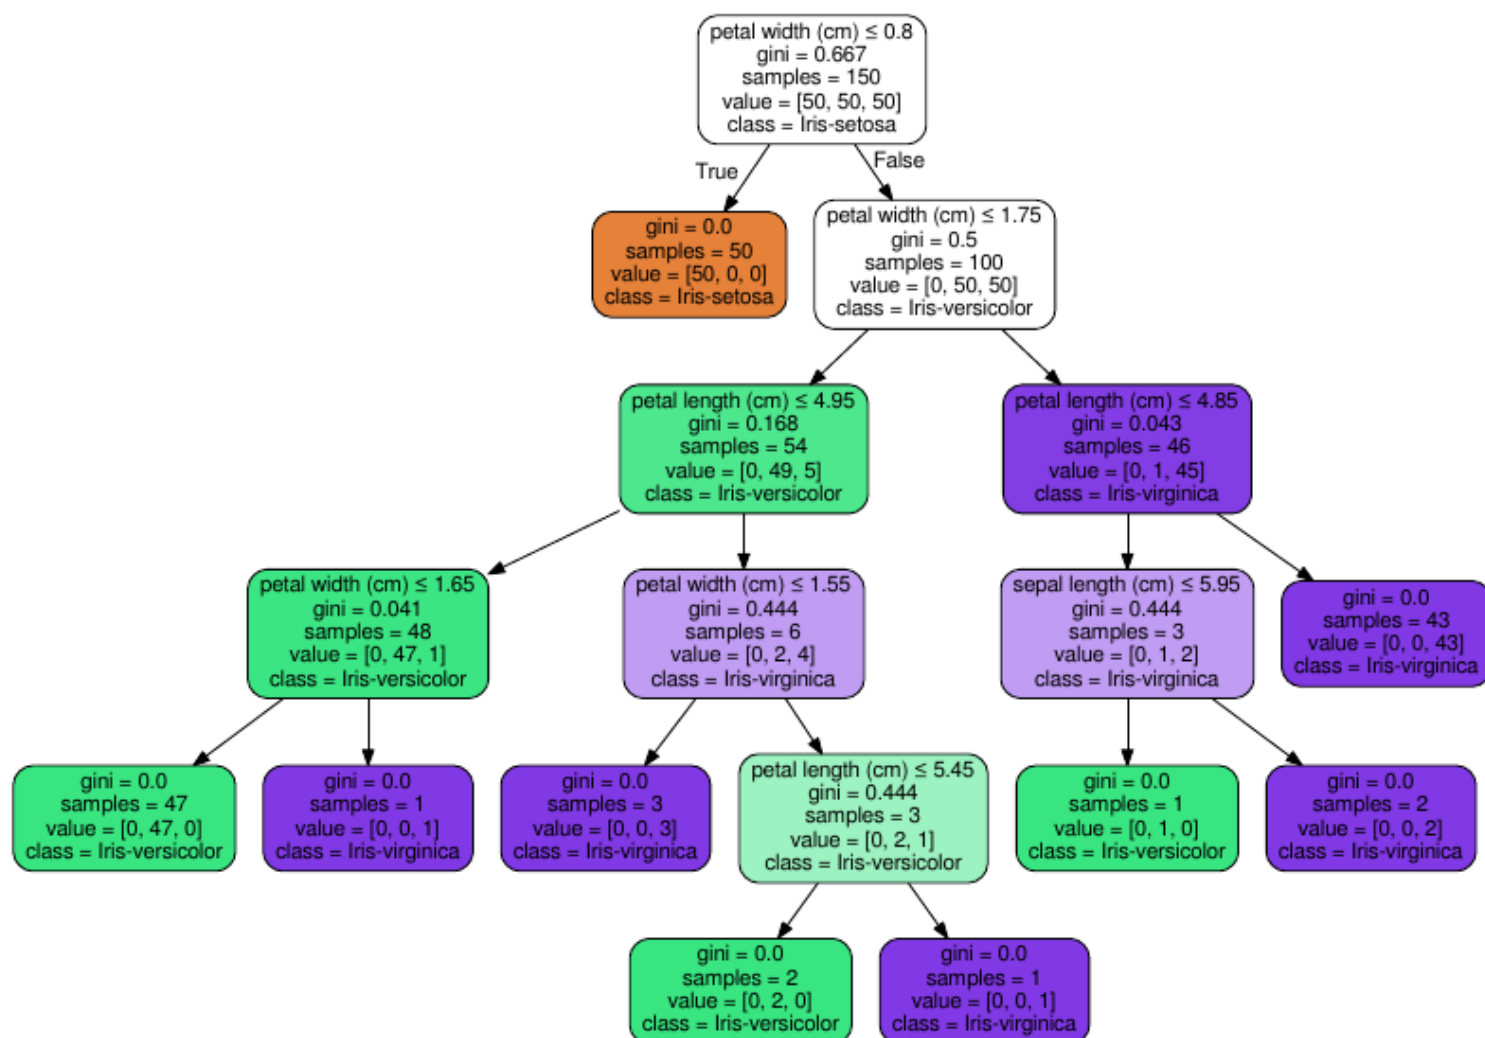 petal width (cm) ≤ 0.8
gini = 0.667
samples = 150
value = [50, 50, 50]
class = Iris-setosa
True
False
gini = 0.0
samples = 50
value = [50, 0, 0]
class = Iris-setosa
petal width (cm) ≤ 1.75
gini = 0.5
samples = 100
value = [0, 50, 50]
class = Iris-versicolor
petal length (cm) ≤ 4.95
gini = 0.168
samples = 54
value = [0, 49, 5]
class = Iris-versicolor
petal length (cm) ≤ 4.85
gini = 0.043
samples = 46
value = [0, 1, 45]
class = Iris-virginica
petal width (cm) ≤ 1.65
gini = 0.041
samples = 48
value = [0, 47, 1]
class = Iris-versicolor
petal width (cm) ≤ 1.55
gini = 0.444
samples = 6
value = [0, 2, 4]
class = Iris-virginica
sepal length (cm) ≤ 5.95
gini = 0.444
samples = 3
value = [0, 1, 2]
class = Iris-virginica
gini = 0.0
samples = 43
value = [0, 0, 43]
class = Iris-virginica
gini = 0.0
samples = 47
value = [0, 47, 0]
class = Iris-versicolor
gini = 0.0
samples = 1
value = [0, 0, 1]
class = Iris-virginica
gini = 0.0
samples = 3
value = [0, 0, 3]
class = Iris-virginica
petal length (cm) ≤ 5.45
gini = 0.444
samples = 3
value = [0, 2, 1]
class = Iris-versicolor
gini = 0.0
samples = 1
value = [0, 1, 0]
class = Iris-versicolor
gini = 0.0
samples = 2
value = [0, 0, 2]
class = Iris-virginica
gini = 0.0
samples = 2
value = [0, 2, 0]
class = Iris-versicolor
gini = 0.0
samples = 1
value = [0, 0, 1]
class = Iris-virginica